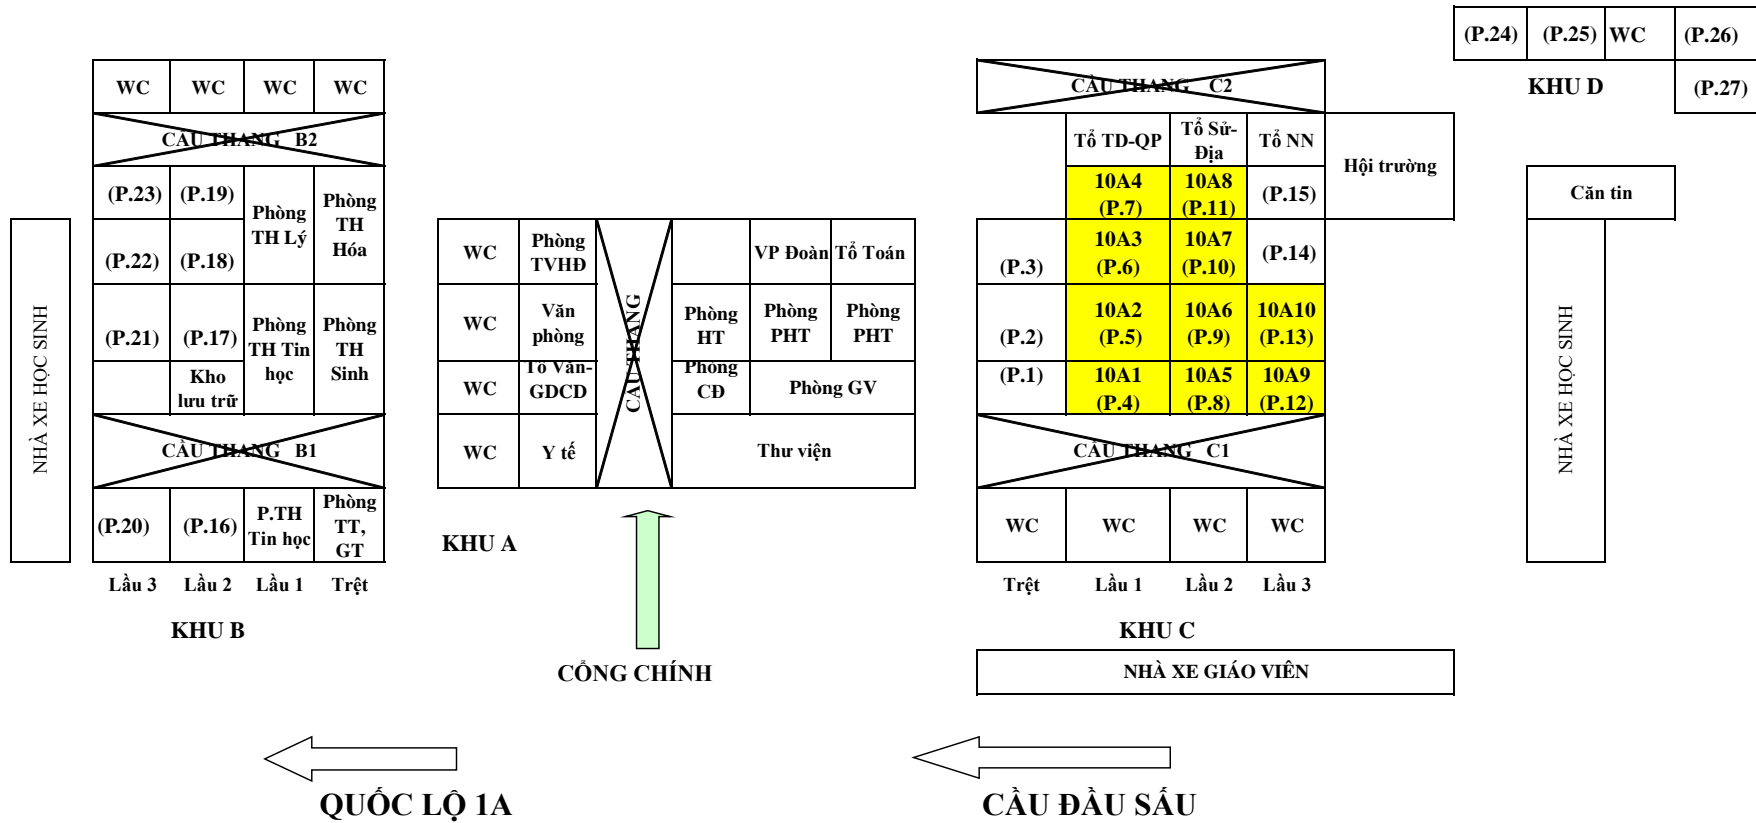 (P.24) (P.25) WC (P.26)
KHU D (P.27)
WC WC WC WC
CẦU THANG B2
(P.23) (P.19) Phòng TH Lý Phòng TH Hóa
(P.22) (P.18)
(P.21) (P.17) Phòng TH Tin học Phòng TH Sinh
Kho lưu trữ
CẦU THANG B1
(P.20) (P.16) P.TH Tin học Phòng TT, GT
Lầu 3 Lầu 2 Lầu 1 Trệt
KHU B
NHÀ XE HỌC SINH
WC Phòng TVHĐ VP Đoàn Tổ Toán
WC Văn phòng Phòng HT Phòng PHT Phòng PHT
WC Tổ Văn-GDCD Phòng CĐ Phòng GV
WC Y tế Thư viện
CẦU THANG
KHU A
CỔNG CHÍNH
CẦU THANG C2
Tổ TD-QP Tổ Sử-Địa Tổ NN Hội trường
10A4 (P.7) 10A8 (P.11) (P.15)
(P.3) 10A3 (P.6) 10A7 (P.10) (P.14)
(P.2) 10A2 (P.5) 10A6 (P.9) 10A10 (P.13)
(P.1) 10A1 (P.4) 10A5 (P.8) 10A9 (P.12)
CẦU THANG C1
WC WC WC WC
Trệt Lầu 1 Lầu 2 Lầu 3
KHU C
NHÀ XE GIÁO VIÊN
Căn tin
NHÀ XE HỌC SINH
QUỐC LỘ 1A
CẦU ĐẦU SẤU